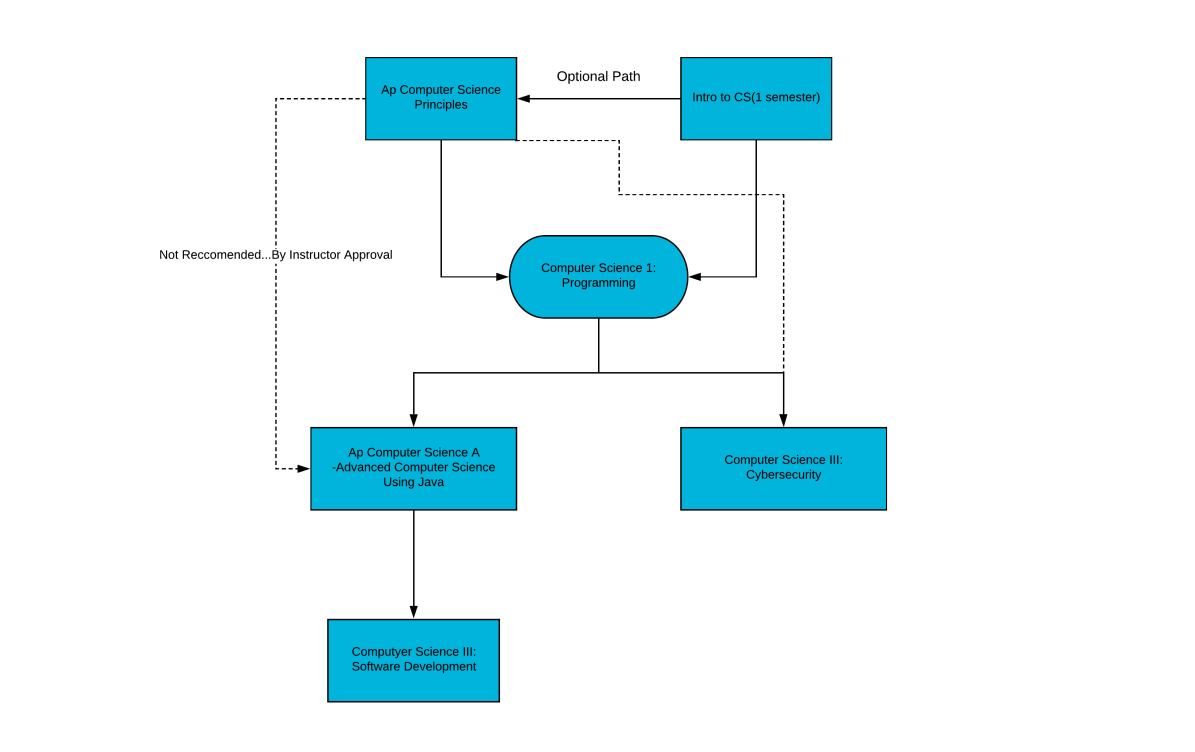 Optional Path
Ap Computer Science
Principles
Intro to CS(1 semester)
Not Reccomended...By Instructor Approval
Computer Science 1:
Programming
Ap Computer Science A
-Advanced Computer Science
Using Java
Computer Science III:
Cybersecurity
Computyer Science III:
Software Development